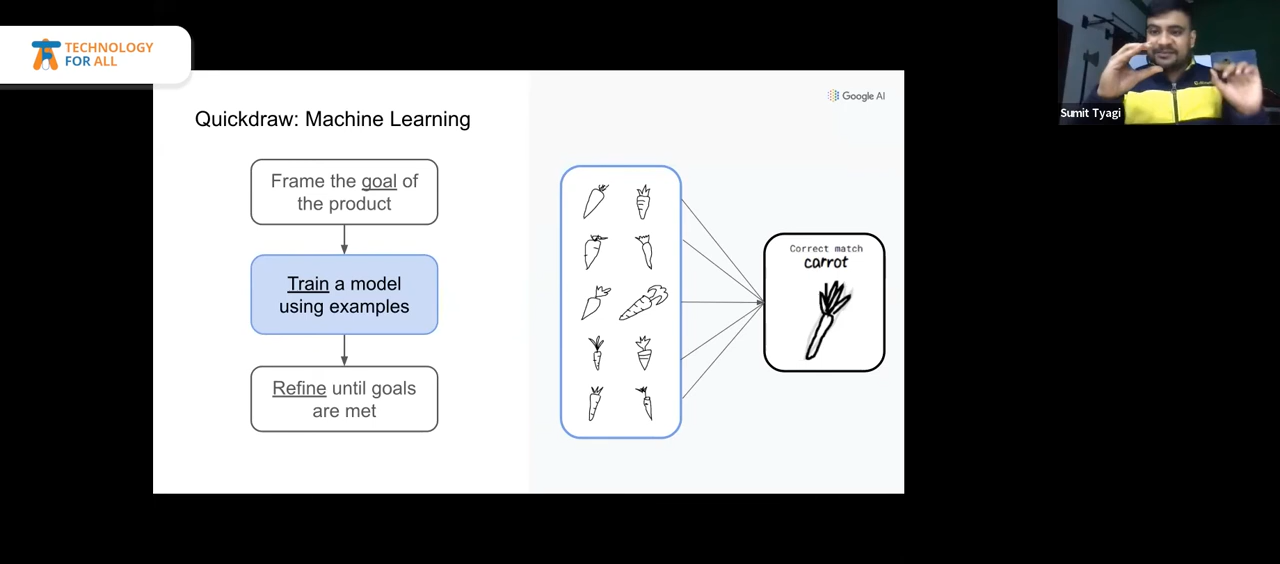 TECHNOLOGY
FOR ALL
Sumit Tyagi
Google AI
Quickdraw: Machine Learning
Frame the goal of
the product
Train a model
using examples
Refine until goals
are met
Correct match
carrot